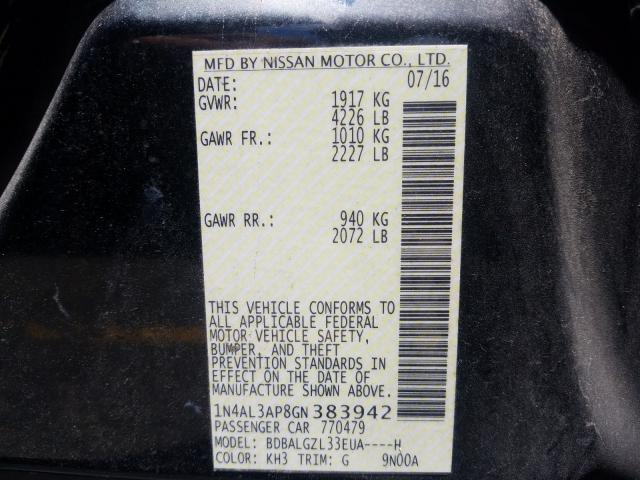 MFD BY NISSAN MOTOR CO., LTD.
DATE: 07/16
GVWR: 1917 KG
4226 LB
GAWR FR.: 1010 KG
2227 LB
GAWR RR.: 940 KG
2072 LB
THIS VEHICLE CONFORMS TO
ALL APPLICABLE FEDERAL
MOTOR VEHICLE SAFETY,
BUMPER, AND THEFT
PREVENTION STANDARDS IN
EFFECT ON THE DATE OF
MANUFACTURE SHOWN ABOVE.
1N4AL3AP8GN383942
PASSENGER CAR 770479
MODEL: BDBALGZL33EUA----H
COLOR: KH3 TRIM: G 9N00A